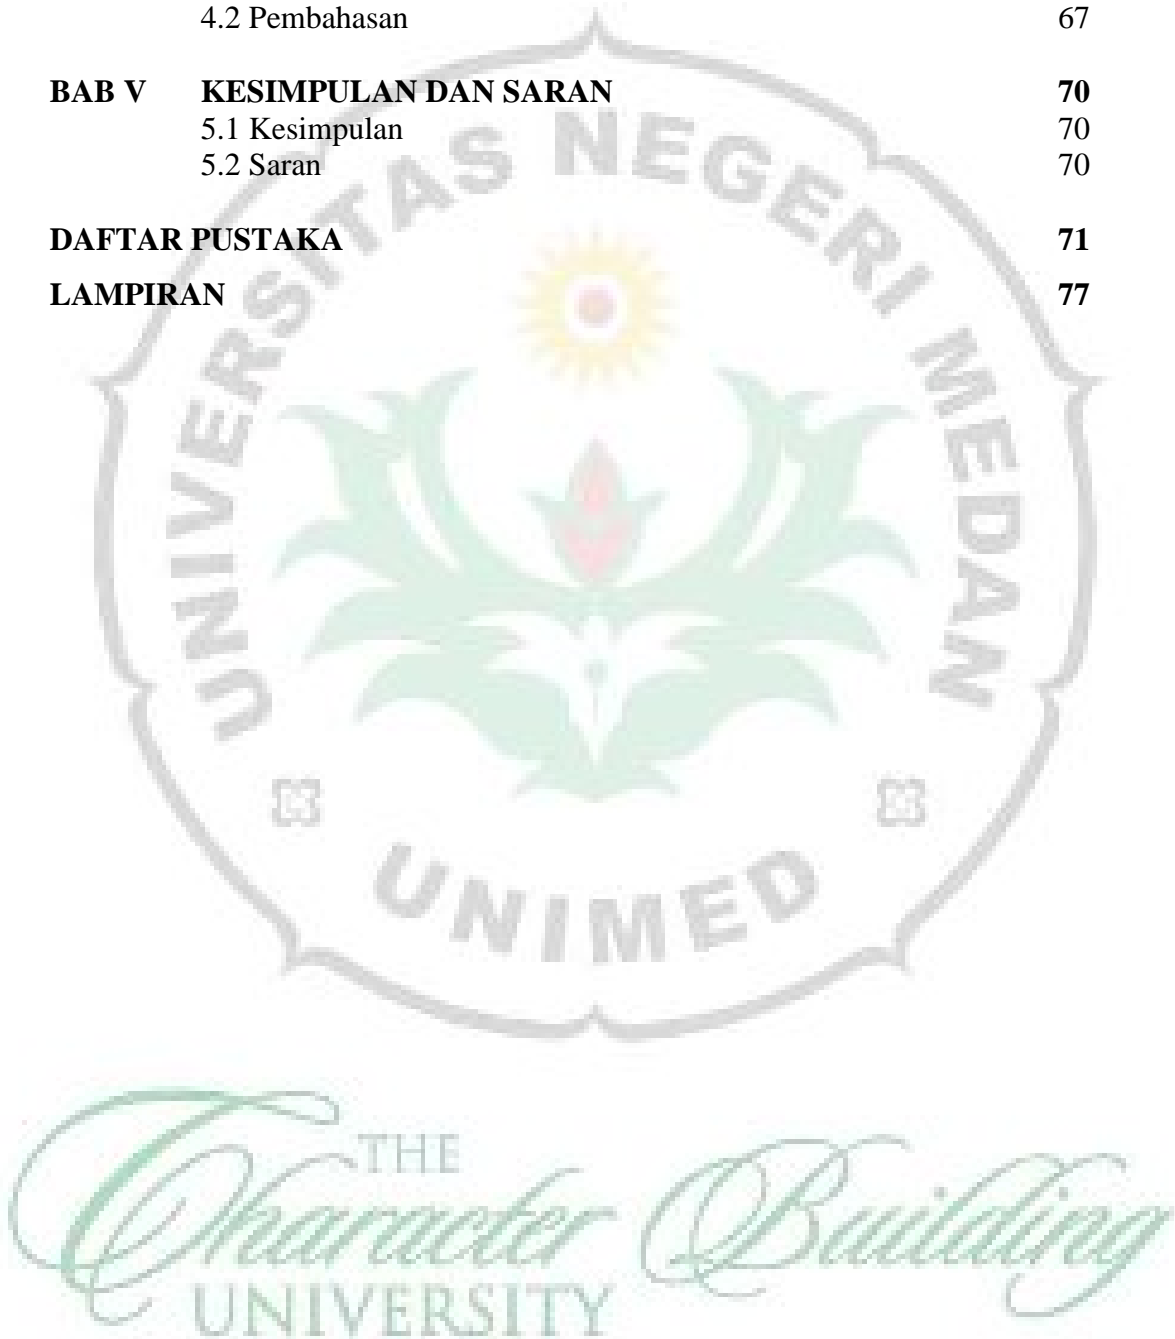 4.2 Pembahasan 67
BAB V KESIMPULAN DAN SARAN 70
5.1 Kesimpulan 70
5.2 Saran 70
DAFTAR PUSTAKA 71
LAMPIRAN 77
UNIVERSITAS NEGERI MEDAN
UNIMED
THE
Character Building
UNIVERSITY